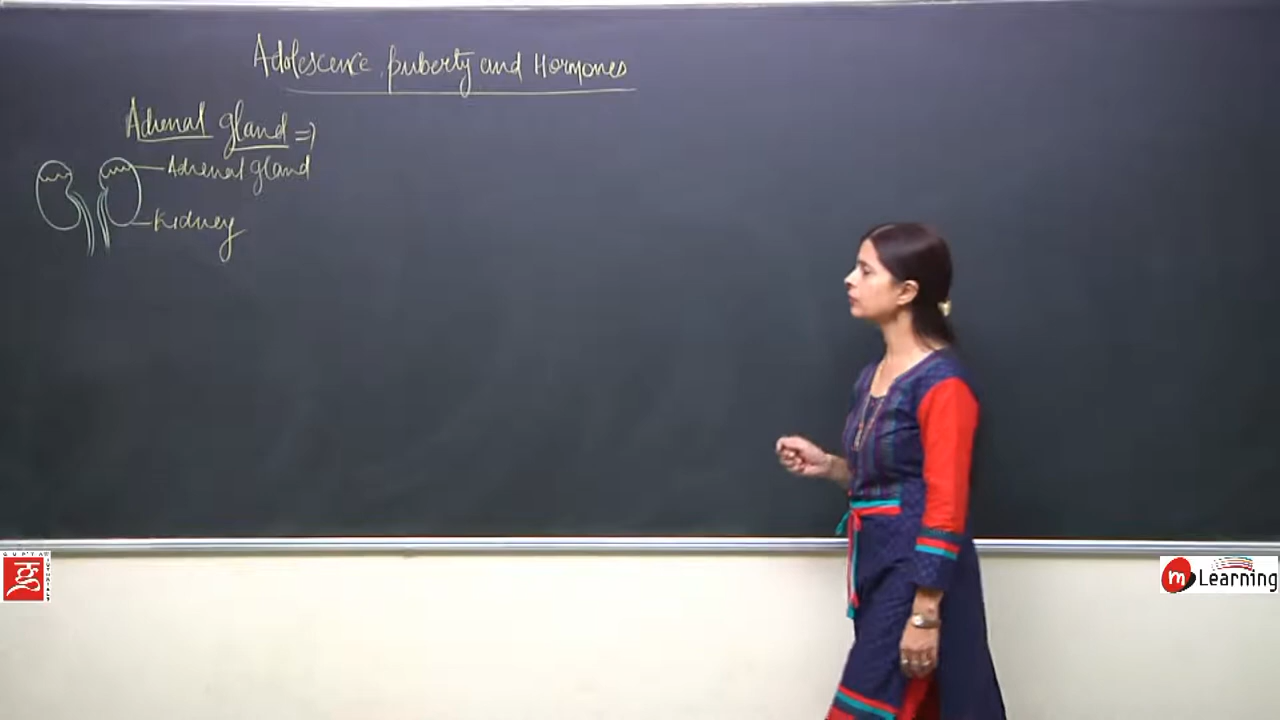 Adolescence, puberty and Hormones
Adrenal gland ⇒
Adrenal gland
Kidney
Learning